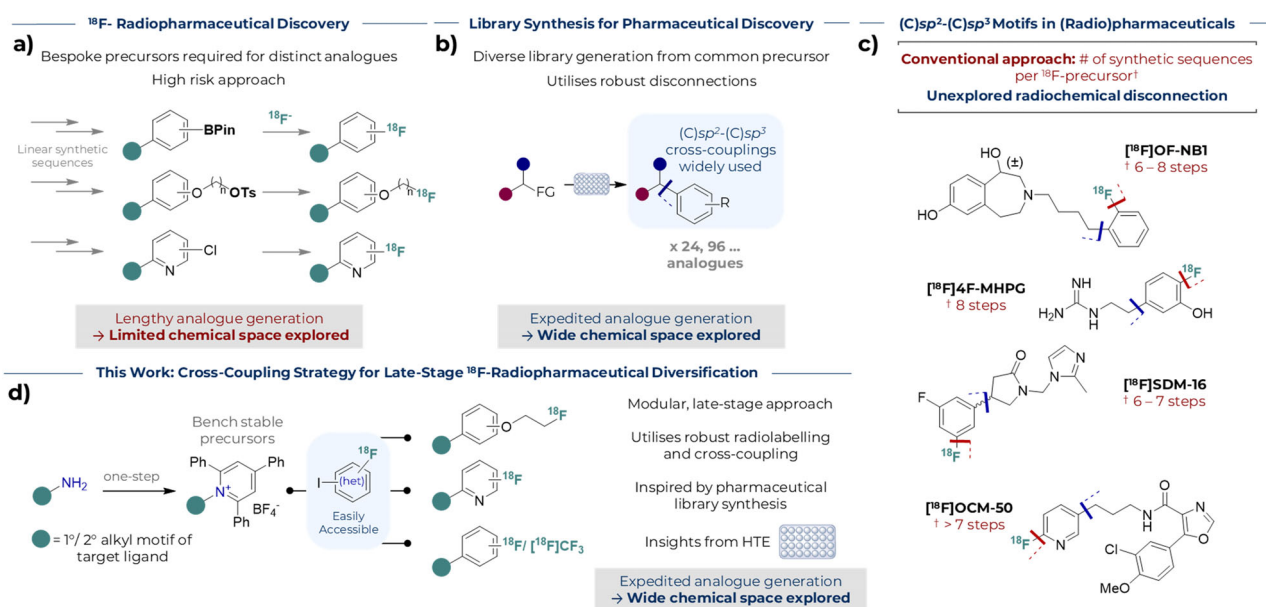 ¹⁸F- Radiopharmaceutical Discovery
a)
Bespoke precursors required for distinct analogues
High risk approach
Linear synthetic
sequences
BPin
¹⁸F⁻
¹⁸F
O
( )n
OTs
O
( )n
¹⁸F
Cl
N
N
¹⁸F
Lengthy analogue generation
→ Limited chemical space explored
Library Synthesis for Pharmaceutical Discovery
b)
Diverse library generation from common precursor
Utilises robust disconnections
FG
(C)sp²-(C)sp³
cross-couplings
widely used
R
x 24, 96 ...
analogues
Expedited analogue generation
→ Wide chemical space explored
(C)sp²-(C)sp³ Motifs in (Radio)pharmaceuticals
c)
Conventional approach: # of synthetic sequences
per ¹⁸F-precursor†
Unexplored radiochemical disconnection
HO
(±)
N
HO
¹⁸F
[¹⁸F]OF-NB1
† 6 – 8 steps
[¹⁸F]4F-MHPG
† 8 steps
NH
H₂N
N
H
¹⁸F
OH
O
N
N
N
F
¹⁸F
[¹⁸F]SDM-16
† 6 – 7 steps
[¹⁸F]OCM-50
† > 7 steps
¹⁸F
N
NH
O
N
O
Cl
MeO
This Work: Cross-Coupling Strategy for Late-Stage ¹⁸F-Radiopharmaceutical Diversification
d)
NH₂
one-step
= 1°/ 2° alkyl motif of
target ligand
Bench stable
precursors
Ph
Ph
N⁺
BF₄⁻
Ph
¹⁸F
I
(het)
Easily
Accessible
O
¹⁸F
N
¹⁸F
¹⁸F/ [¹⁸F]CF₃
Modular, late-stage approach
Utilises robust radiolabelling
and cross-coupling
Inspired by pharmaceutical
library synthesis
Insights from HTE
Expedited analogue generation
→ Wide chemical space explored